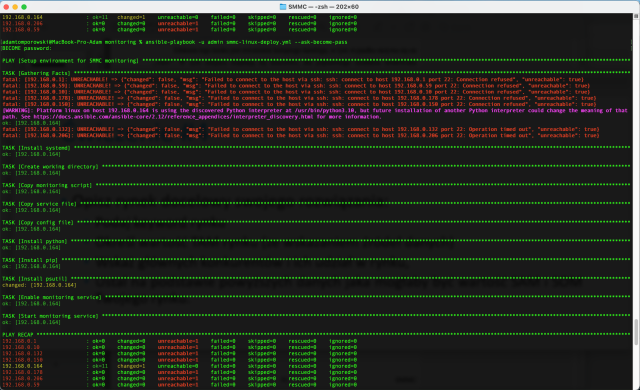 SMMC — -zsh — 202×60
192.168.0.164 : ok=11 changed=1 unreachable=0 failed=0 skipped=0 rescued=0 ignored=0
192.168.0.206 : ok=0 changed=0 unreachable=1 failed=0 skipped=0 rescued=0 ignored=0
192.168.0.59 : ok=0 changed=0 unreachable=1 failed=0 skipped=0 rescued=0 ignored=0
monitoring % ansible-playbook -u admin smmc-linux-deploy.yml --ask-become-pass
BECOME password:
PLAY [Setup environment for SMMC monitoring]
TASK [Gathering Facts]
fatal: [192.168.0.1]: UNREACHABLE! => {"changed": false, "msg": "Failed to connect to the host via ssh: ssh: connect to host 192.168.0.1 port 22: Connection refused", "unreachable": true}
fatal: [192.168.0.59]: UNREACHABLE! => {"changed": false, "msg": "Failed to connect to the host via ssh: ssh: connect to host 192.168.0.59 port 22: Connection refused", "unreachable": true}
fatal: [192.168.0.10]: UNREACHABLE! => {"changed": false, "msg": "Failed to connect to the host via ssh: ssh: connect to host 192.168.0.10 port 22: Connection refused", "unreachable": true}
fatal: [192.168.0.178]: UNREACHABLE! => {"changed": false, "msg": "Failed to connect to the host via ssh: ssh: connect to host 192.168.0.178 port 22: Connection refused", "unreachable": true}
fatal: [192.168.0.150]: UNREACHABLE! => {"changed": false, "msg": "Failed to connect to the host via ssh: ssh: connect to host 192.168.0.150 port 22: Connection refused", "unreachable": true}
[WARNING]: Platform linux on host 192.168.0.164 is using the discovered Python interpreter at /usr/bin/python3.10, but future installation of another Python interpreter could change the meaning of that
path. See https://docs.ansible.com/ansible-core/2.12/reference_appendices/interpreter_discovery.html for more information.
ok: [192.168.0.164]
fatal: [192.168.0.132]: UNREACHABLE! => {"changed": false, "msg": "Failed to connect to the host via ssh: ssh: connect to host 192.168.0.132 port 22: Operation timed out", "unreachable": true}
fatal: [192.168.0.206]: UNREACHABLE! => {"changed": false, "msg": "Failed to connect to the host via ssh: ssh: connect to host 192.168.0.206 port 22: Operation timed out", "unreachable": true}
TASK [Install systemd]
ok: [192.168.0.164]
TASK [Create working directory]
ok: [192.168.0.164]
TASK [Copy monitoring script]
ok: [192.168.0.164]
TASK [Copy service file]
ok: [192.168.0.164]
TASK [Copy config file]
ok: [192.168.0.164]
TASK [Install python]
ok: [192.168.0.164]
TASK [Install pip]
ok: [192.168.0.164]
TASK [Install psutil]
changed: [192.168.0.164]
TASK [Enable monitoring service]
ok: [192.168.0.164]
TASK [Start monitoring service]
ok: [192.168.0.164]
PLAY RECAP
192.168.0.1 : ok=0 changed=0 unreachable=1 failed=0 skipped=0 rescued=0 ignored=0
192.168.0.10 : ok=0 changed=0 unreachable=1 failed=0 skipped=0 rescued=0 ignored=0
192.168.0.132 : ok=0 changed=0 unreachable=1 failed=0 skipped=0 rescued=0 ignored=0
192.168.0.150 : ok=0 changed=0 unreachable=1 failed=0 skipped=0 rescued=0 ignored=0
192.168.0.164 : ok=11 changed=1 unreachable=0 failed=0 skipped=0 rescued=0 ignored=0
192.168.0.178 : ok=0 changed=0 unreachable=1 failed=0 skipped=0 rescued=0 ignored=0
192.168.0.206 : ok=0 changed=0 unreachable=1 failed=0 skipped=0 rescued=0 ignored=0
192.168.0.59 : ok=0 changed=0 unreachable=1 failed=0 skipped=0 rescued=0 ignored=0